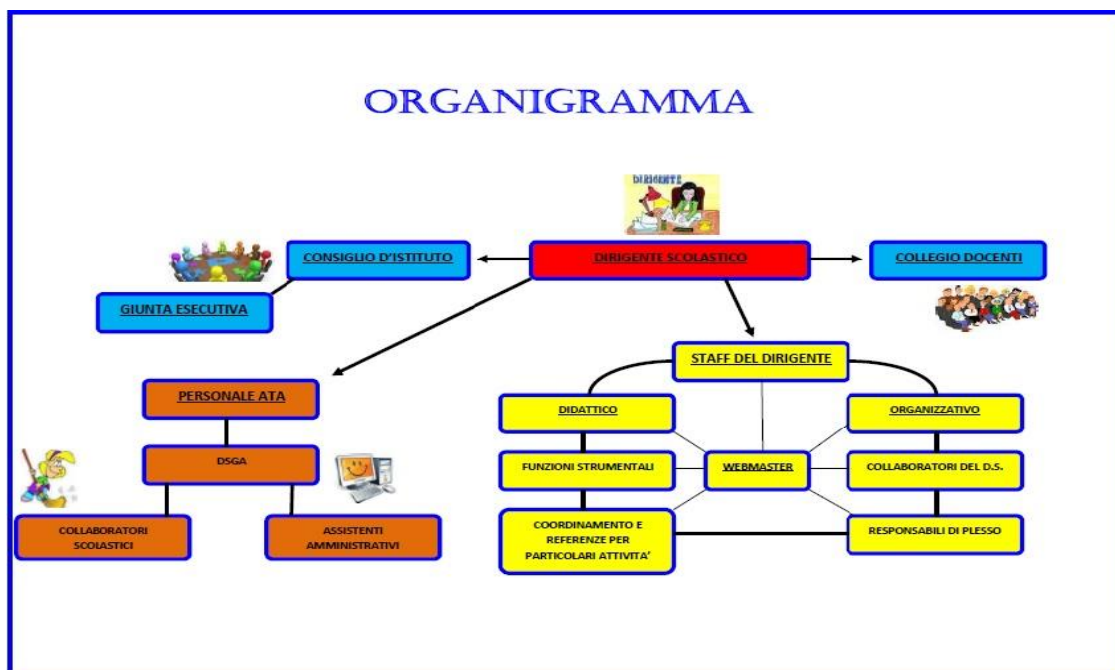 ORGANIGRAMMA
DIRIGENTE
CONSIGLIO D'ISTITUTO
DIRIGENTE SCOLASTICO
COLLEGIO DOCENTI
GIUNTA ESECUTIVA
STAFF DEL DIRIGENTE
PERSONALE ATA
DIDATTICO
ORGANIZZATIVO
DSGA
FUNZIONI STRUMENTALI
WEBMASTER
COLLABORATORI DEL D.S.
COLLABORATORI
SCOLASTICI
ASSISTENTI
AMMINISTRATIVI
COORDINAMENTO E
REFERENZE PER
PARTICOLARI ATTIVITA'
RESPONSABILI DI PLESSO